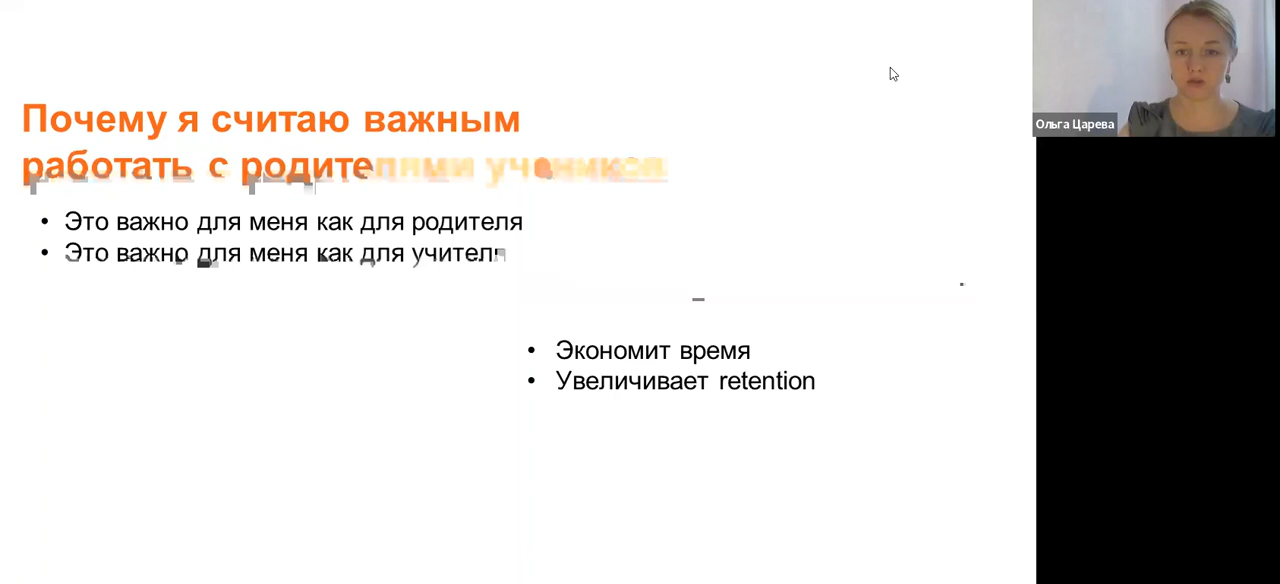 Почему я считаю важным
работать с родителями учеников
• Это важно для меня как для родителя
• Это важно для меня как для учителя
• Экономит время
• Увеличивает retention
Ольга Царева